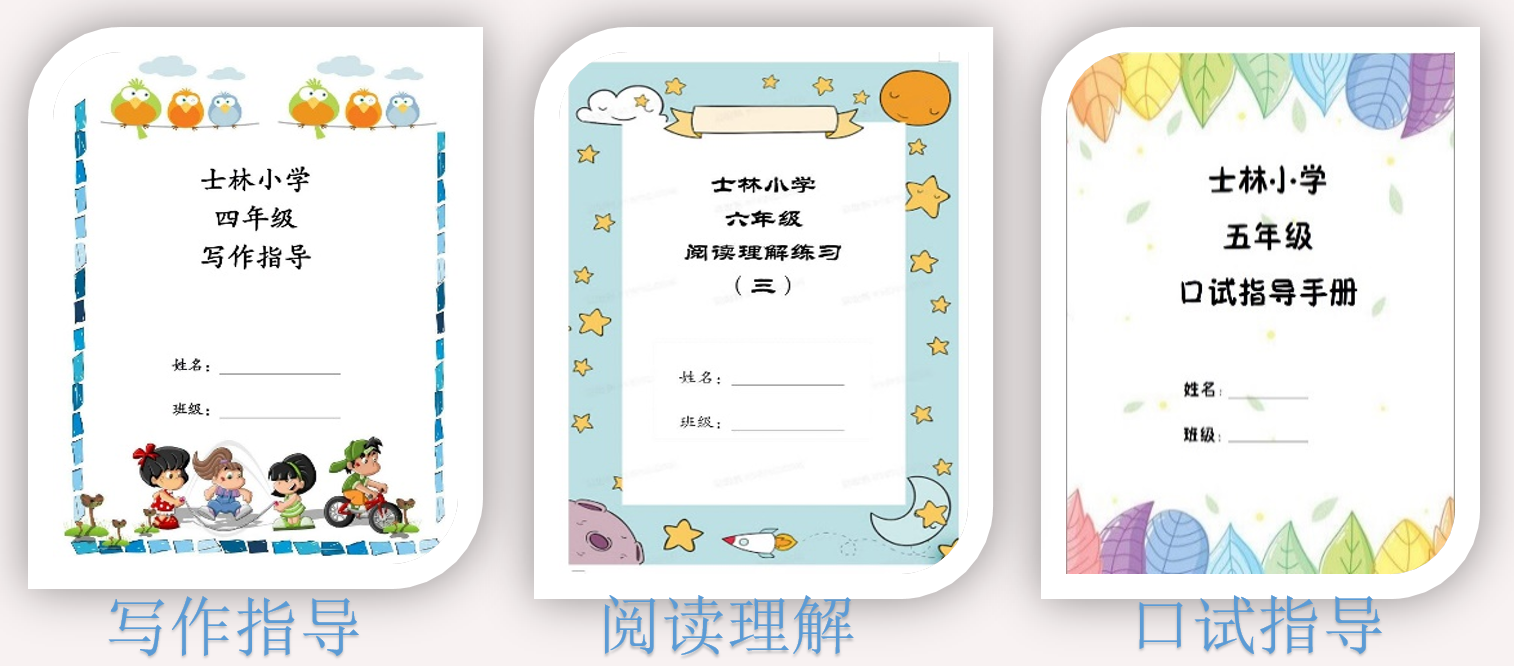 士林小学
四年级
写作指导
姓名：
班级：
写作指导
士林小学
六年级
阅读理解练习
（三）
姓名：
班级：
阅读理解
士林小学
五年级
口试指导手册
姓名：
班级：
口试指导